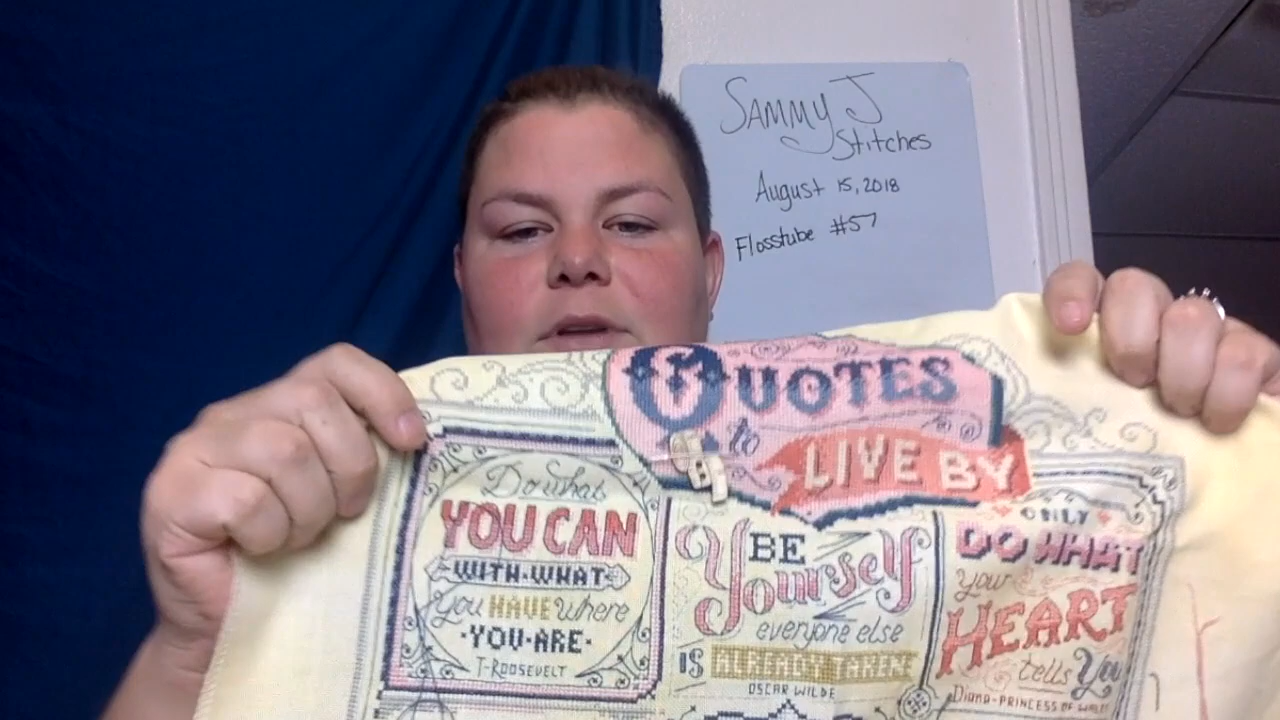 SAMMY J
Stitches
August 15, 2018
Flosstube #57
QUOTES
to
LIVE BY
Do what
YOU CAN
WITH·WHAT
you HAVE where
·YOU·ARE·
T·ROOSEVELT
BE
Yourself
everyone else
IS ALREADY TAKEN
OSCAR WILDE
ONLY
DO WHAT
your
HEART
tells You
Diana-PRINCESS OF WALES